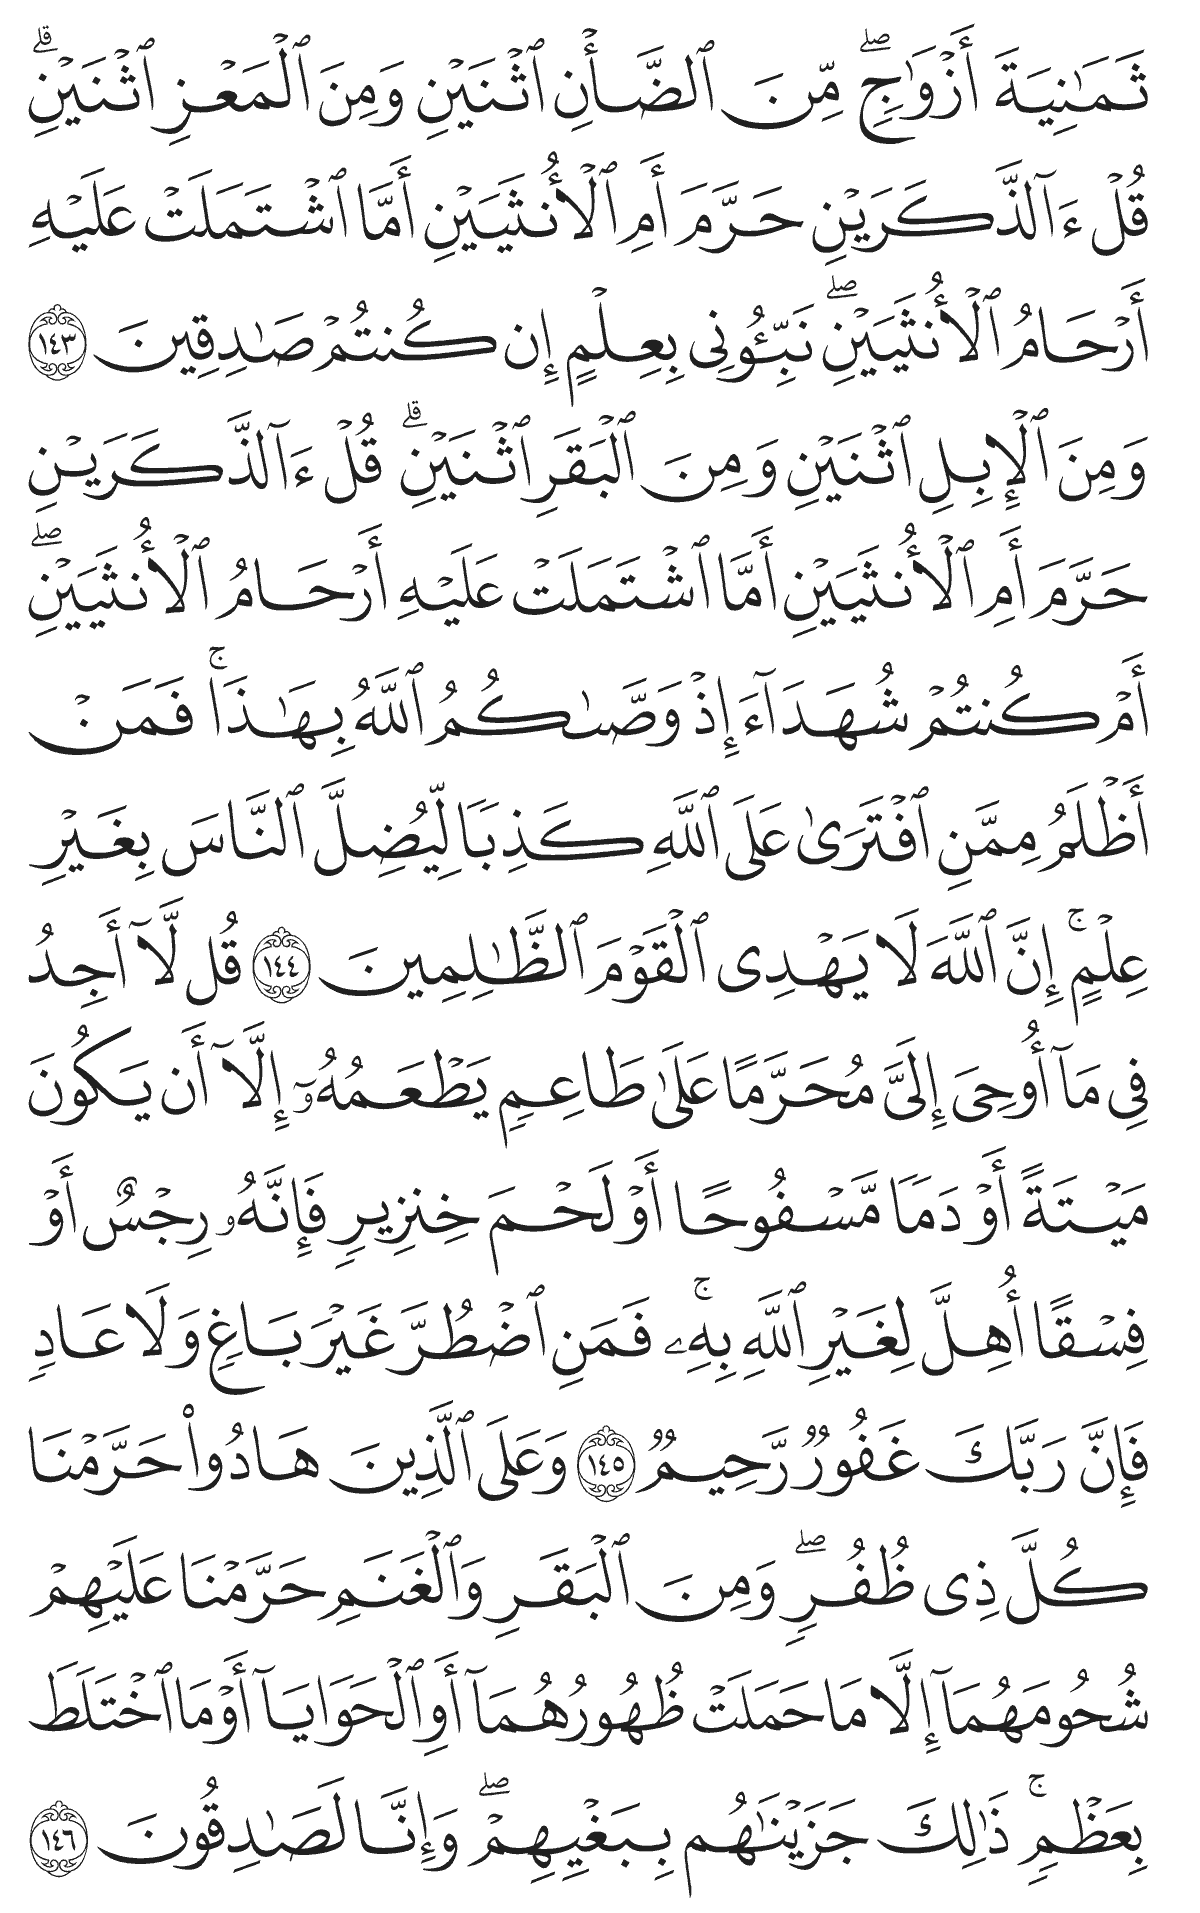 ثَمَٰنِيَةَ أَزْوَٰجٍۖ مِّنَ ٱلضَّأْنِ ٱثْنَيْنِ وَمِنَ ٱلْمَعْزِ ٱثْنَيْنِۗ
قُلْ ءَآلذَّكَرَيْنِ حَرَّمَ أَمِ ٱلْأُنثَيَيْنِ أَمَّا ٱشْتَمَلَتْ عَلَيْهِ
أَرْحَامُ ٱلْأُنثَيَيْنِۖ نَبِّـُٔونِى بِعِلْمٍ إِن كُنتُمْ صَٰدِقِينَ ١٤٣
وَمِنَ ٱلْإِبِلِ ٱثْنَيْنِ وَمِنَ ٱلْبَقَرِ ٱثْنَيْنِۗ قُلْ ءَآلذَّكَرَيْنِ
حَرَّمَ أَمِ ٱلْأُنثَيَيْنِ أَمَّا ٱشْتَمَلَتْ عَلَيْهِ أَرْحَامُ ٱلْأُنثَيَيْنِۖ
أَمْ كُنتُمْ شُهَدَآءَ إِذْ وَصَّىٰكُمُ ٱللَّهُ بِهَٰذَاۚ فَمَنْ
أَظْلَمُ مِمَّنِ ٱفْتَرَىٰ عَلَى ٱللَّهِ كَذِبًا لِّيُضِلَّ ٱلنَّاسَ بِغَيْرِ
عِلْمٍۚ إِنَّ ٱللَّهَ لَا يَهْدِى ٱلْقَوْمَ ٱلظَّٰلِمِينَ ١٤٤ قُل لَّآ أَجِدُ
فِى مَآ أُوحِىَ إِلَىَّ مُحَرَّمًا عَلَىٰ طَاعِمٍ يَطْعَمُهُۥٓ إِلَّآ أَن يَكُونَ
مَيْتَةً أَوْ دَمًا مَّسْفُوحًا أَوْ لَحْمَ خِنزِيرٍ فَإِنَّهُۥ رِجْسٌ أَوْ
فِسْقًا أُهِلَّ لِغَيْرِ ٱللَّهِ بِهِۦۚ فَمَنِ ٱضْطُرَّ غَيْرَ بَاغٍ وَلَا عَادٍ
فَإِنَّ رَبَّكَ غَفُورٌ رَّحِيمٌ ١٤٥ وَعَلَى ٱلَّذِينَ هَادُوا۟ حَرَّمْنَا
كُلَّ ذِى ظُفُرٍۖ وَمِنَ ٱلْبَقَرِ وَٱلْغَنَمِ حَرَّمْنَا عَلَيْهِمْ
شُحُومَهُمَآ إِلَّا مَا حَمَلَتْ ظُهُورُهُمَآ أَوِ ٱلْحَوَايَآ أَوْ مَا ٱخْتَلَطَ
بِعَظْمٍۚ ذَٰلِكَ جَزَيْنَٰهُم بِبَغْيِهِمْۖ وَإِنَّا لَصَٰدِقُونَ ١٤٦